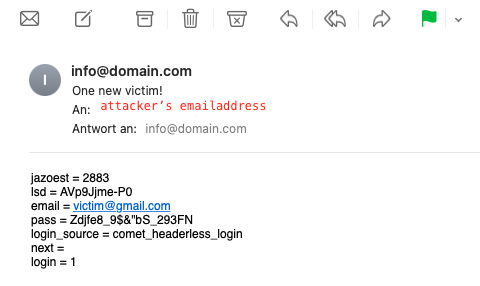 I
info@domain.com
One new victim!
An: attacker's emailaddress
Antwort an: info@domain.com
jazoest = 2883
lsd = AVp9Jjme-P0
email = victim@gmail.com
pass = Zdjfe8_9$&"bS_293FN
login_source = comet_headerless_login
next =
login = 1